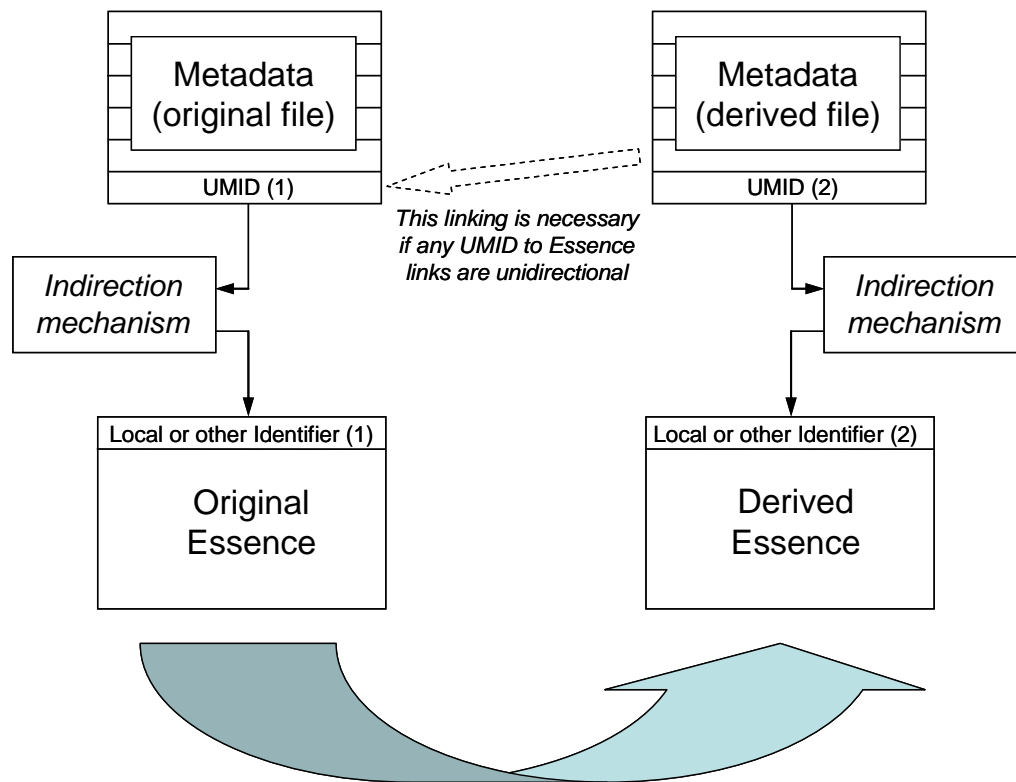 Metadata
(original file)
UMID (1)
Metadata
(derived file)
UMID (2)
This linking is necessary
if any UMID to Essence
links are unidirectional
Indirection
mechanism
Indirection
mechanism
Local or other Identifier (1)
Original
Essence
Local or other Identifier (2)
Derived
Essence